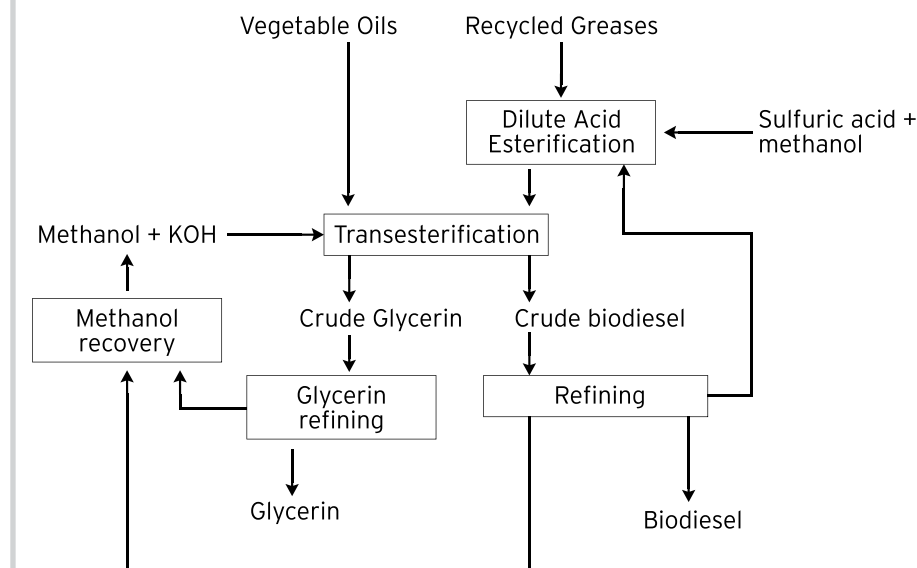 Vegetable Oils
Recycled Greases
Dilute Acid
Esterification
Sulfuric acid +
methanol
Methanol + KOH
Transesterification
Methanol
recovery
Crude Glycerin
Crude biodiesel
Glycerin
refining
Refining
Glycerin
Biodiesel